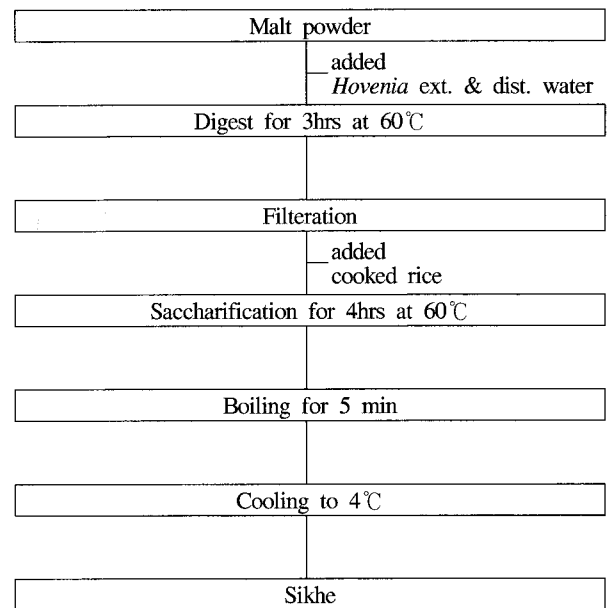 Malt powder
added
Hovenia ext. & dist. water
Digest for 3hrs at 60℃
Filteration
added
cooked rice
Saccharification for 4hrs at 60℃
Boiling for 5 min
Cooling to 4℃
Sikhe